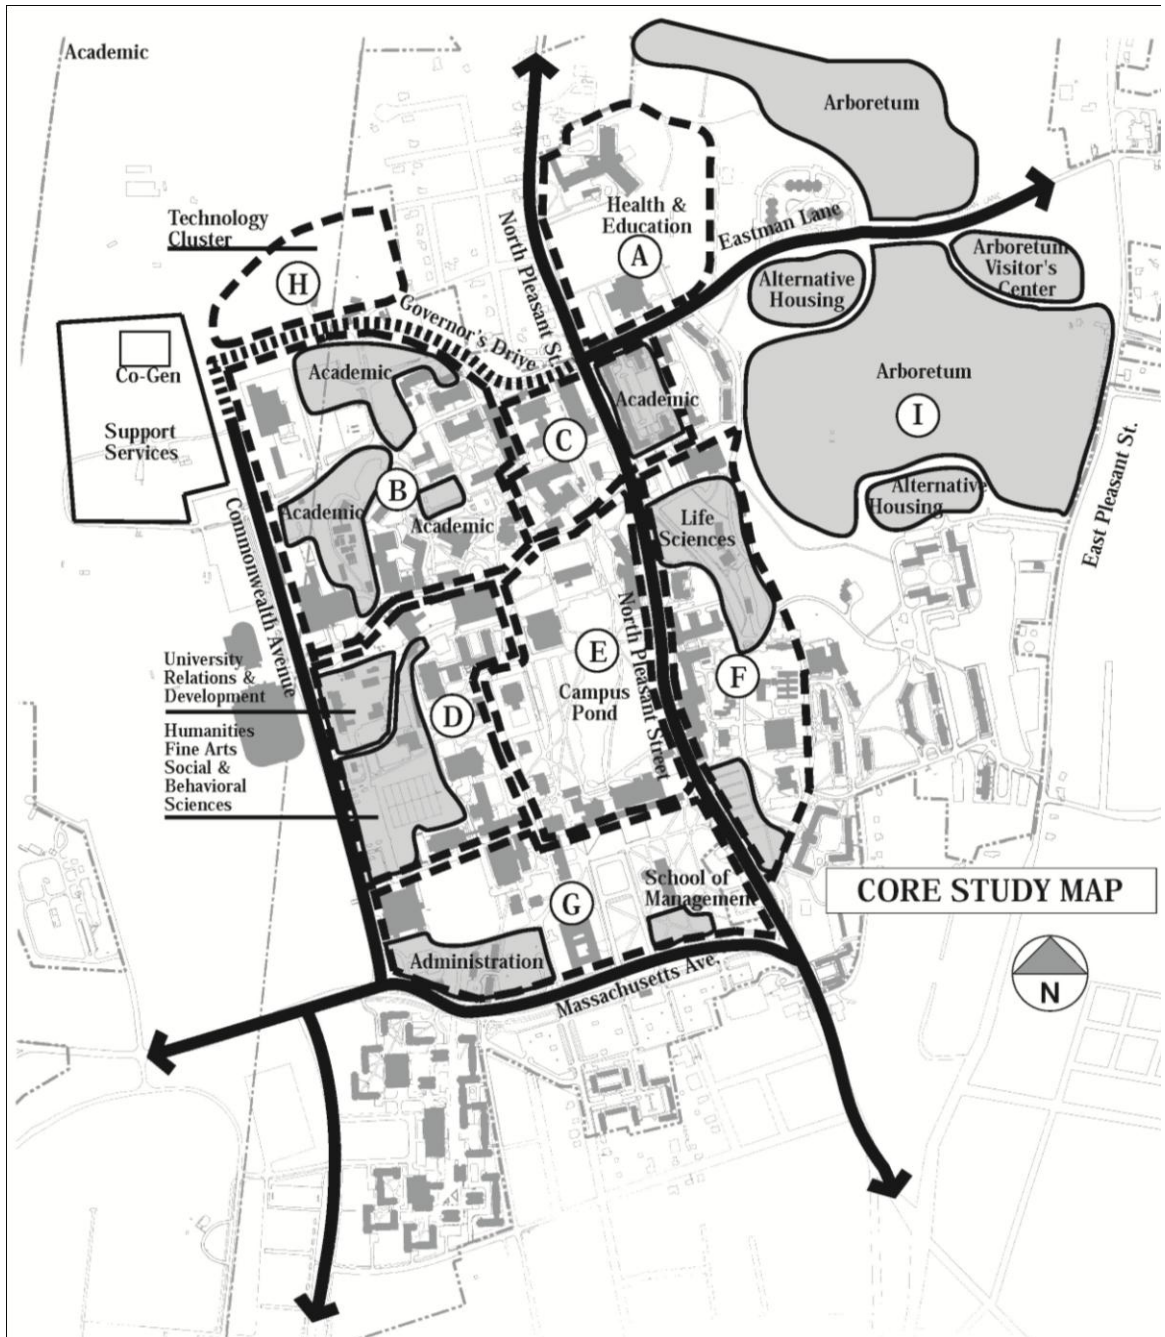 Academic
Arboretum
Technology
Cluster
H
Health &
Education
A
Eastman Lane
LANE
North Pleasant St.
Governor's Drive
Alternative
Housing
Arboretum
Visitor's
Center
Co-Gen
Support
Services
Academic
Academic
Arboretum
I
C
B
Academic
Academic
Life
Sciences
Alternative
Housing
East Pleasant St.
Commonwealth Avenue
North Pleasant Street
University
Relations &
Development
E
Campus
Pond
F
D
Humanities
Fine Arts
Social &
Behavioral
Sciences
School of
Management
G
CORE STUDY MAP
Administration
Massachusetts Ave.
N